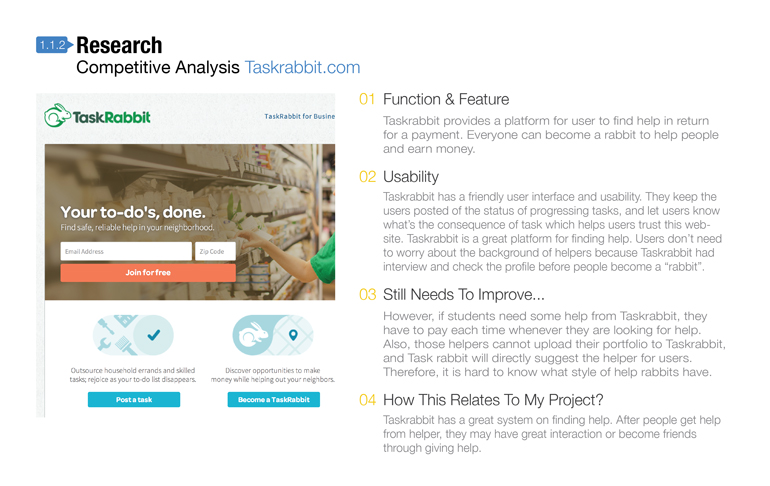 1.1.2 Research
Competitive Analysis Taskrabbit.com
TaskRabbit
TaskRabbit for Busine
Your to-do's, done.
Find safe, reliable help in your neighborhood.
Email Address
Zip Code
Join for free
Outsource household errands and skilled
tasks; rejoice as your to-do list disappears.
Post a task
Discover opportunities to make
money while helping out your neighbors.
Become a TaskRabbit
01 Function & Feature
Taskrabbit provides a platform for user to find help in return
for a payment. Everyone can become a rabbit to help people
and earn money.
02 Usability
Taskrabbit has a friendly user interface and usability. They keep the
users posted of the status of progressing tasks, and let users know
what's the consequence of task which helps users trust this web-
site. Taskrabbit is a great platform for finding help. Users don't need
to worry about the background of helpers because Taskrabbit had
interview and check the profile before people become a “rabbit”.
03 Still Needs To Improve...
However, if students need some help from Taskrabbit, they
have to pay each time whenever they are looking for help.
Also, those helpers cannot upload their portfolio to Taskrabbit,
and Task rabbit will directly suggest the helper for users.
Therefore, it is hard to know what style of help rabbits have.
04 How This Relates To My Project?
Taskrabbit has a great system on finding help. After people get help
from helper, they may have great interaction or become friends
through giving help.